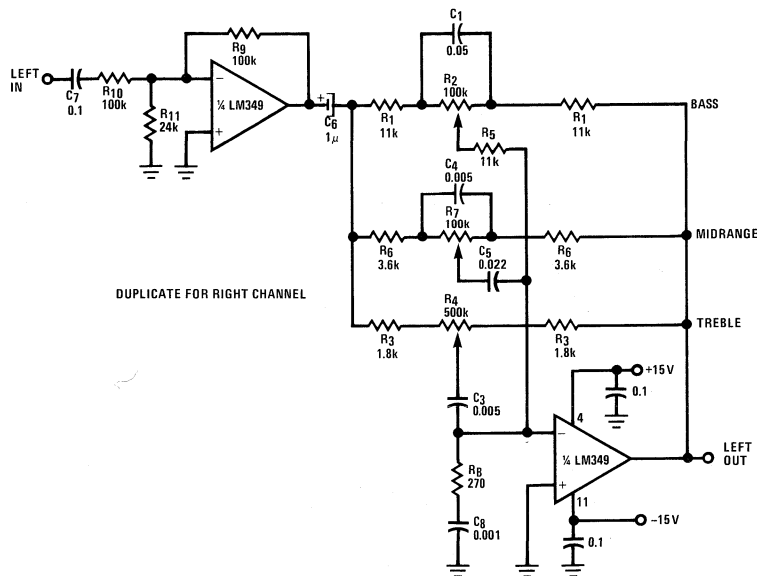 C1
0.05
R9
100k
LEFT
IN
C7
0.1
R10
100k
R11
24k
−
¼ LM349
+
+
C6
1µ
R1
11k
R2
100k
R1
11k
BASS
R5
11k
C4
0.005
R7
100k
R6
3.6k
C5
0.022
R6
3.6k
MIDRANGE
DUPLICATE FOR RIGHT CHANNEL
R4
500k
R3
1.8k
R3
1.8k
TREBLE
+15V
0.1
C3
0.005
4
−
¼ LM349
+
LEFT
OUT
RB
270
11
−15V
C8
0.001
0.1